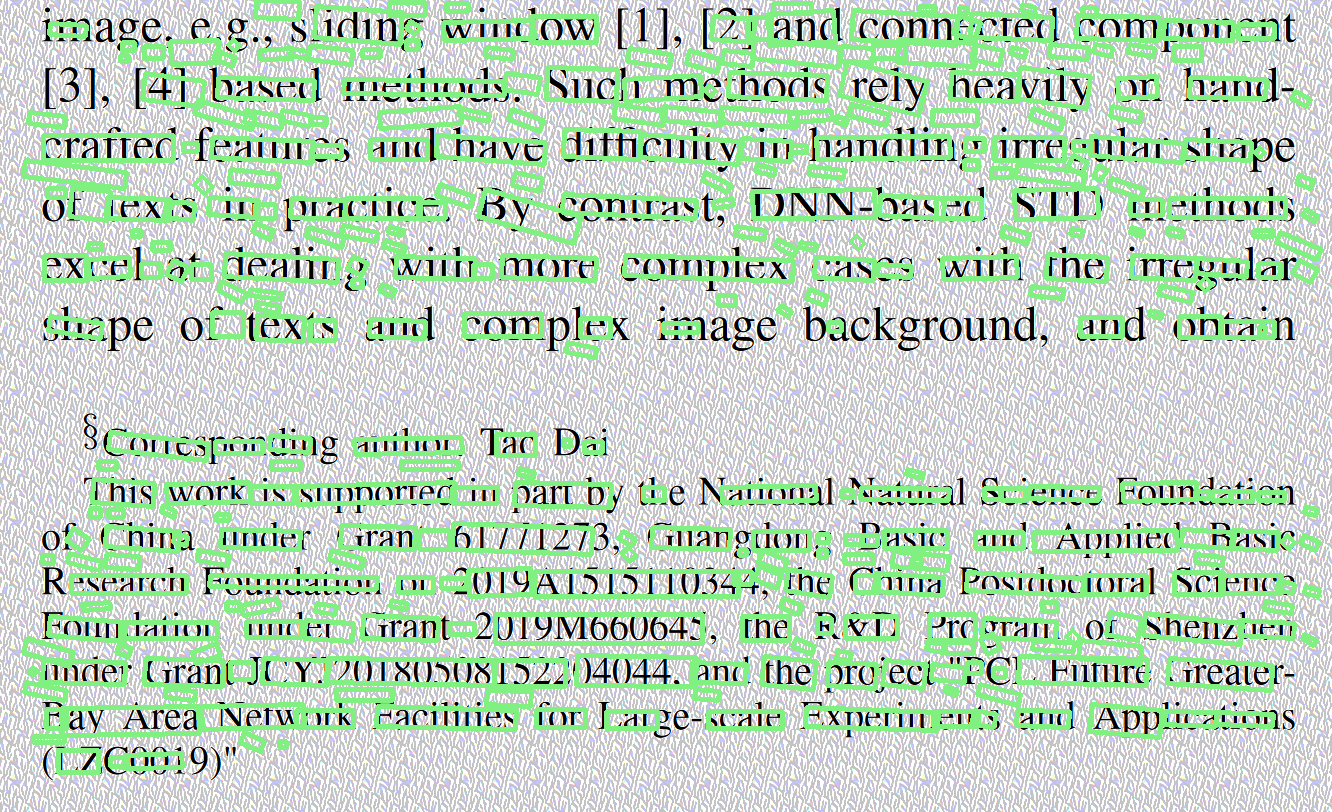 image. e.g., sliding window [1], [2] and connected component
[3], [4] based methods. Such methods rely heavily on hand-
crafted features and have difficulty in handling irregular shape
of texts in practice. By contrast, DNN-based STD methods
excel at dealing with more complex cases with the irregular
shape of texts and complex image background, and obtain
§Corresponding author, Tao Dai
This work is supported in part by the National Natural Science Foundation
of China under Grant 61771273, Guangdong Basic and Applied Basic
Research Foundation on 2019A1515110344, the China Postdoctoral Science
Foundation under Grant 2019M660645, the R&D Program of Shenzhen
under Grant JCYJ20180508152204044, and the project "PCL Future Greater-
Bay Area Network Facilities for Large-scale Experiments and Applications
(LZC0019)"